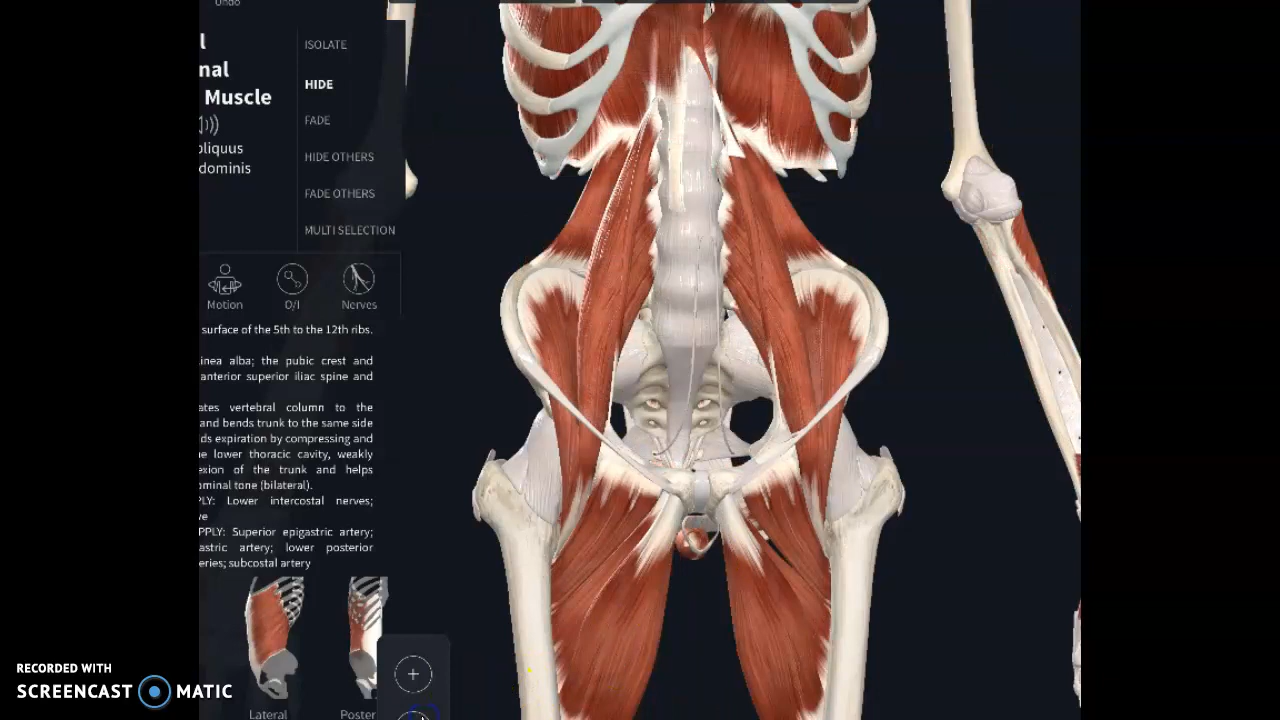 Undo
l
nal
Muscle
bliquus
dominis
ISOLATE
HIDE
FADE
HIDE OTHERS
FADE OTHERS
MULTI SELECTION
Motion
O/I
Nerves
surface of the 5th to the 12th ribs.
inea alba; the pubic crest and
anterior superior iliac spine and
ates vertebral column to the
and bends trunk to the same side
ds expiration by compressing and
e lower thoracic cavity, weakly
exion of the trunk and helps
ominal tone (bilateral).
PLY: Lower intercostal nerves;
ve
PPLY: Superior epigastric artery;
astric artery; lower posterior
eries; subcostal artery
Lateral
Poster
RECORDED WITH
SCREENCAST MATIC